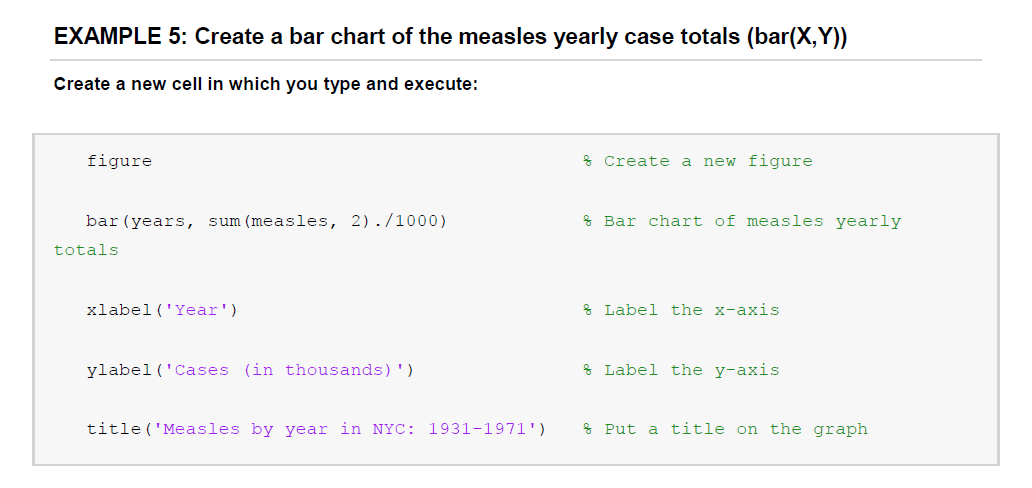 EXAMPLE 5: Create a bar chart of the measles yearly case totals (bar(X,Y))
Create a new cell in which you type and execute:
figure % Create a new figure
bar(years, sum(measles, 2)./1000) % Bar chart of measles yearly
totals
xlabel('Year') % Label the x-axis
ylabel('Cases (in thousands)') % Label the y-axis
title('Measles by year in NYC: 1931-1971') % Put a title on the graph